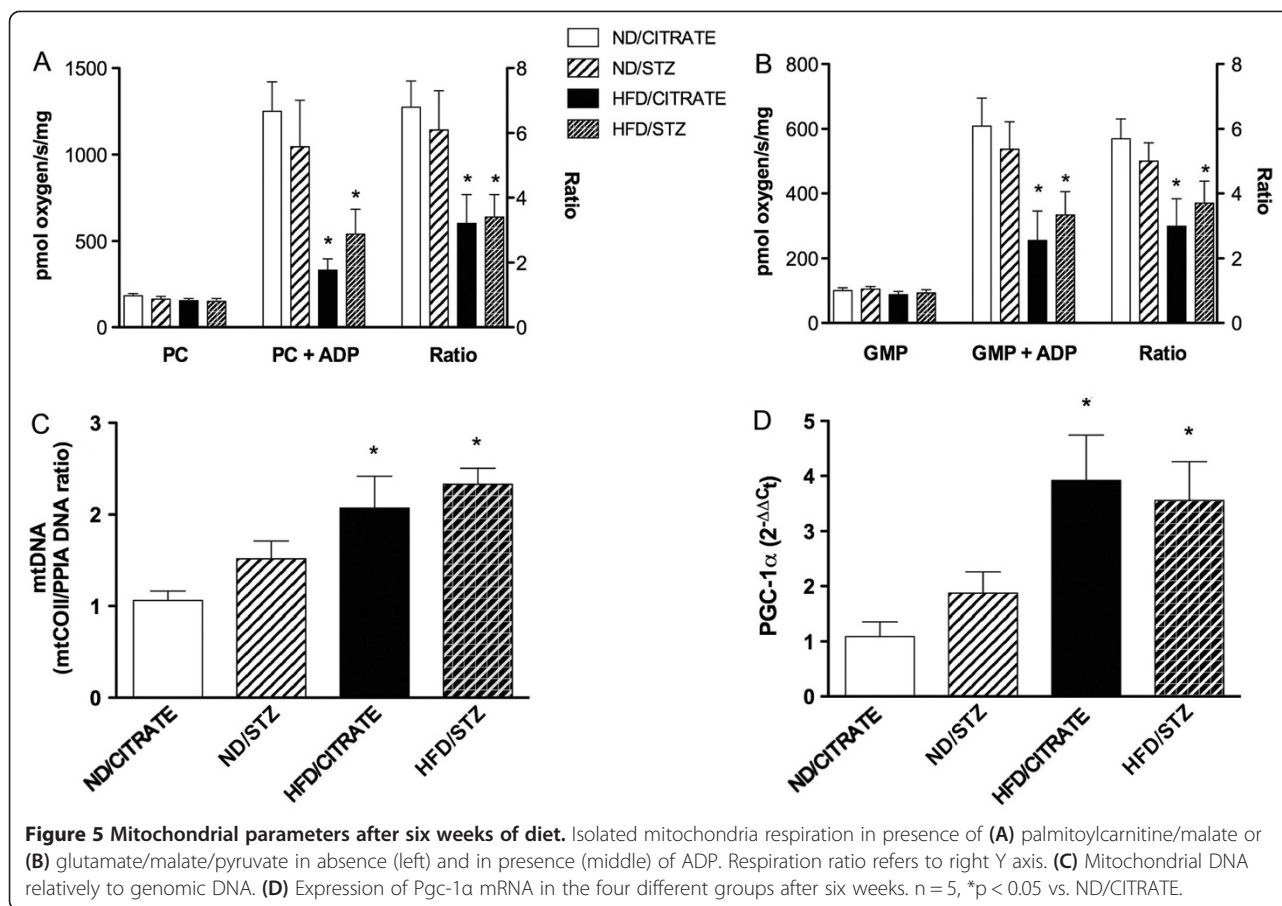 A
ND/CITRATE
ND/STZ
HFD/CITRATE
HFD/STZ
pmol oxygen/s/mg
1500
1000
500
0
8
6
4
2
0
Ratio
* * * *
PC PC + ADP Ratio
B
pmol oxygen/s/mg
800
600
400
200
0
8
6
4
2
0
Ratio
* * * *
GMP GMP + ADP Ratio
C
mtDNA
(mtCOII/PPIA DNA ratio)
3
2
1
0
* *
ND/CITRATE
ND/STZ
HFD/CITRATE
HFD/STZ
D
PGC-1α (2^-ΔΔCt)
5
4
3
2
1
0
* *
ND/CITRATE
ND/STZ
HFD/CITRATE
HFD/STZ
Figure 5 Mitochondrial parameters after six weeks of diet. Isolated mitochondria respiration in presence of (A) palmitoylcarnitine/malate or
(B) glutamate/malate/pyruvate in absence (left) and in presence (middle) of ADP. Respiration ratio refers to right Y axis. (C) Mitochondrial DNA
relatively to genomic DNA. (D) Expression of Pgc-1α mRNA in the four different groups after six weeks. n = 5, *p < 0.05 vs. ND/CITRATE.